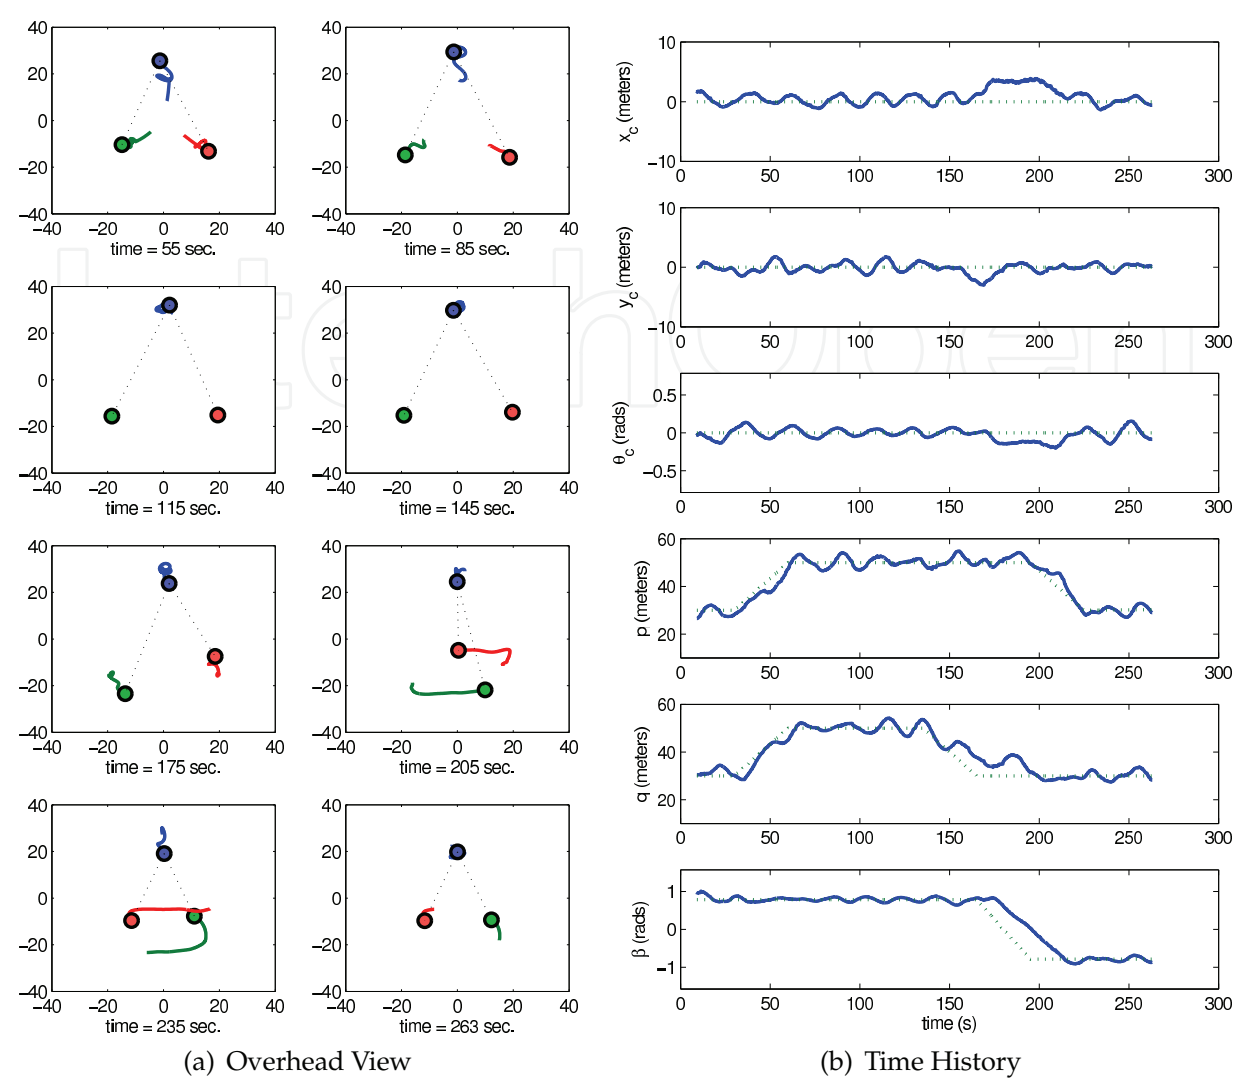 40
20
0
−20
−40
−40 −20 0 20 40
time = 55 sec.
40
20
0
−20
−40
−40 −20 0 20 40
time = 85 sec.
40
20
0
−20
−40
−40 −20 0 20 40
time = 115 sec.
40
20
0
−20
−40
−40 −20 0 20 40
time = 145 sec.
40
20
0
−20
−40
−40 −20 0 20 40
time = 175 sec.
40
20
0
−20
−40
−40 −20 0 20 40
time = 205 sec.
40
20
0
−20
−40
−40 −20 0 20 40
time = 235 sec.
40
20
0
−20
−40
−40 −20 0 20 40
time = 263 sec.
(a) Overhead View
x_c (meters)
10
0
−10
0 50 100 150 200 250 300
y_c (meters)
10
0
−10
0 50 100 150 200 250 300
θ_c (rads)
0.5
0
−0.5
0 50 100 150 200 250 300
p (meters)
60
40
20
0 50 100 150 200 250 300
q (meters)
60
40
20
0 50 100 150 200 250 300
β (rads)
1
0
−1
0 50 100 150 200 250 300
time (s)
(b) Time History